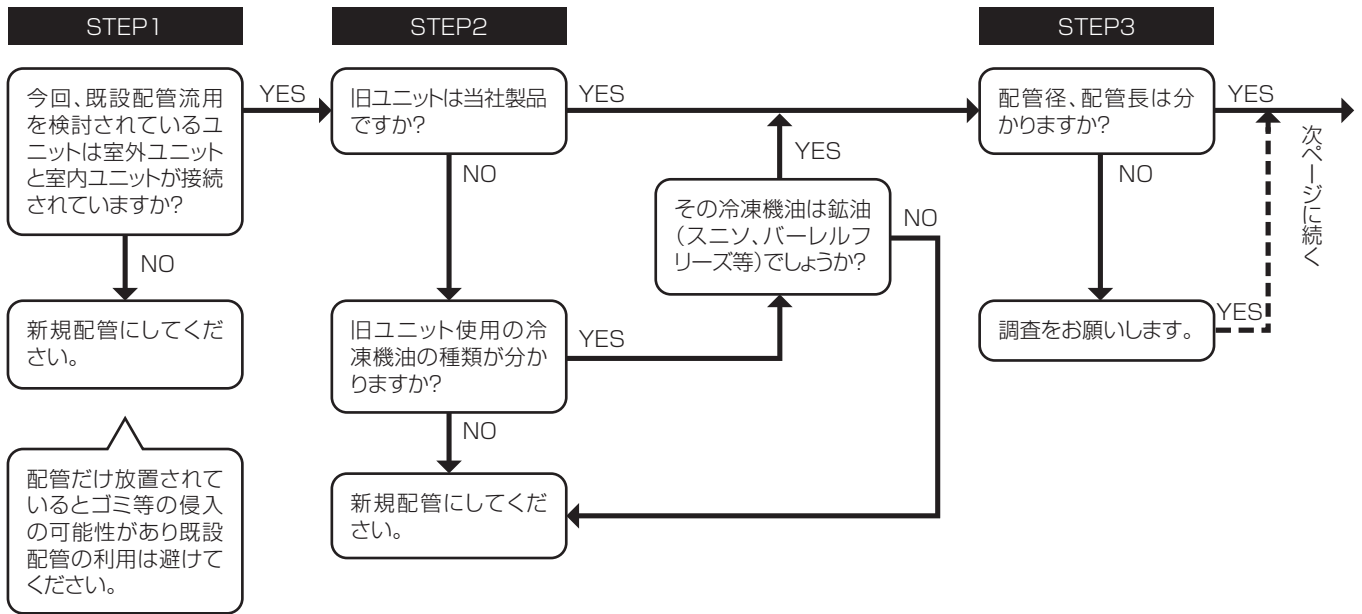 STEP1
今回、既設配管流用
を検討されているユ
ニットは室外ユニット
と室内ユニットが接続
されていますか?
YES
NO
新規配管にしてくだ
さい。
配管だけ放置されて
いるとゴミ等の侵入
の可能性があり既設
配管の利用は避けて
ください。
STEP2
旧ユニットは当社製品
ですか?
YES
NO
旧ユニット使用の冷
凍機油の種類が分か
りますか?
YES
NO
新規配管にしてくだ
さい。
その冷凍機油は鉱油
(スニソ、バーレルフ
リーズ等)でしょうか?
YES
NO
STEP3
配管径、配管長は分
かりますか?
YES
NO
調査をお願いします。
YES
次ページに続く